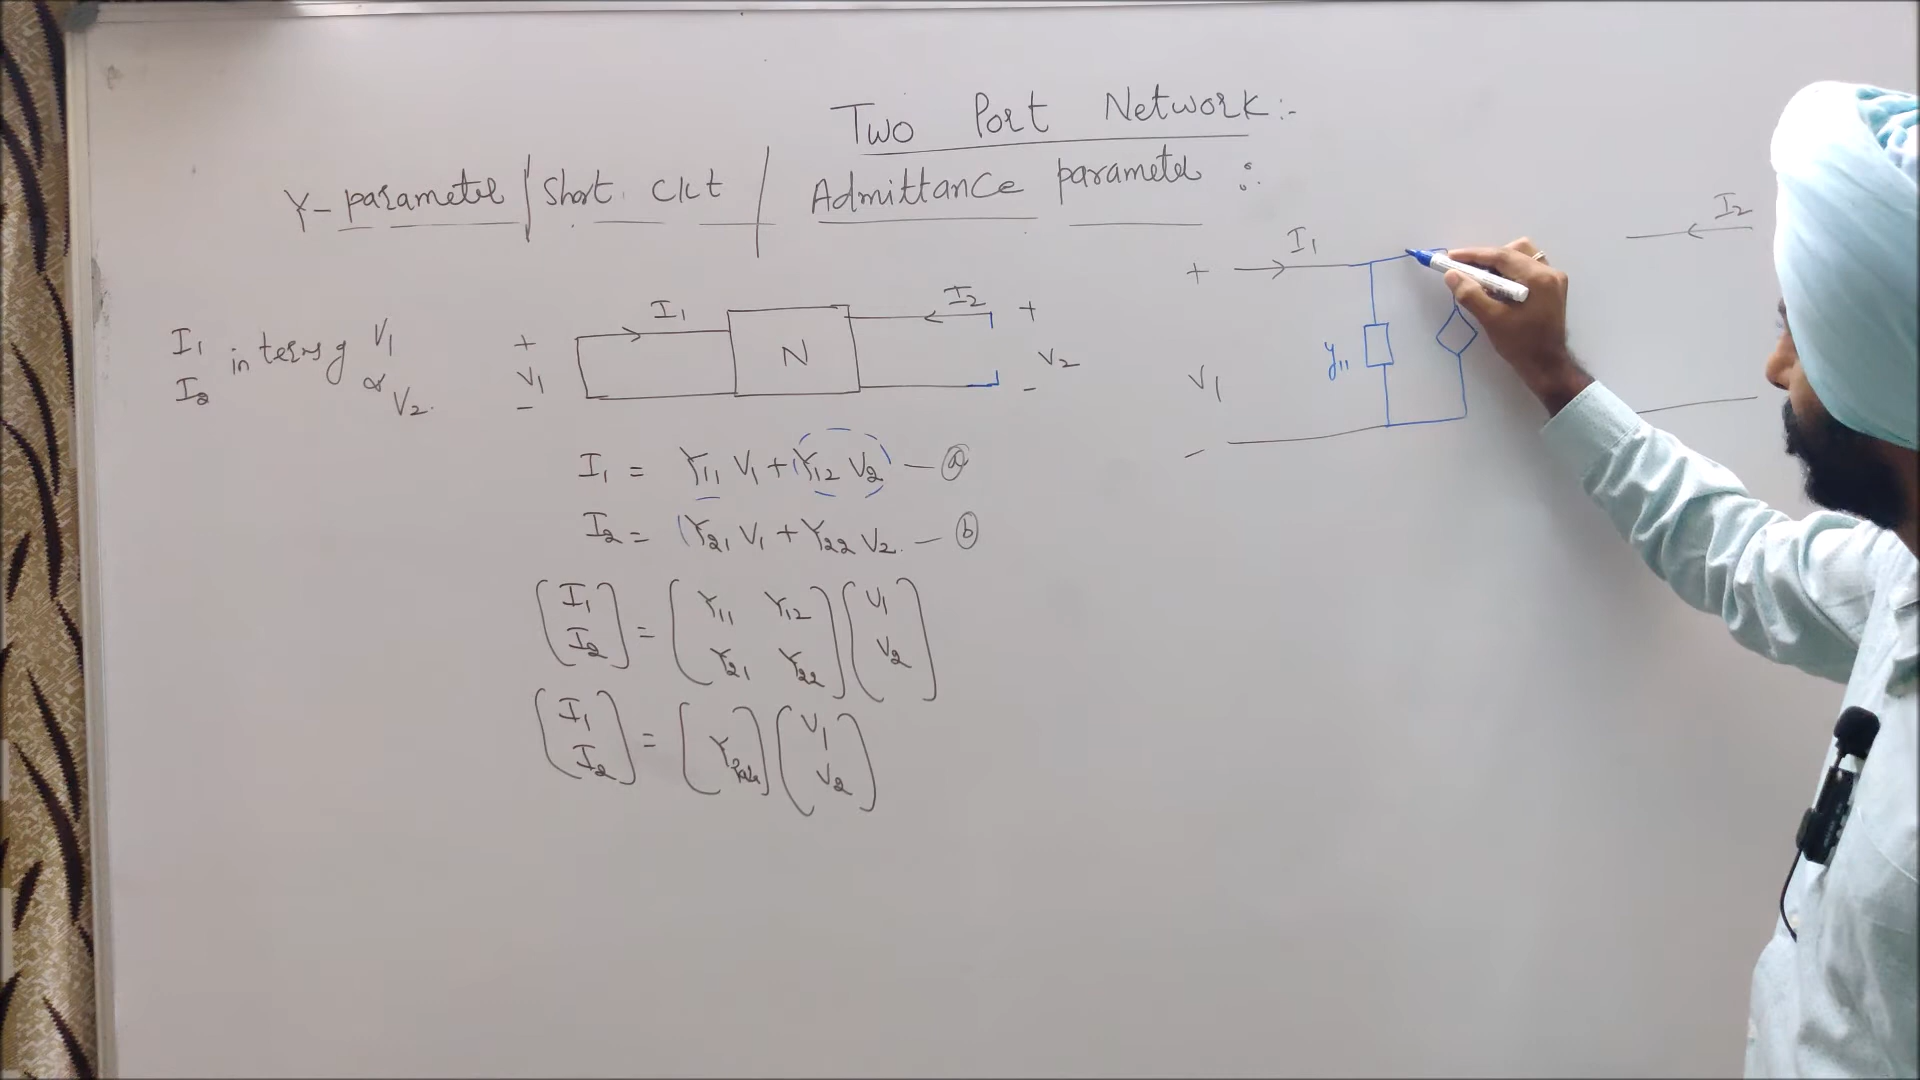 Two Port Network:-
Y-parameter / Short Ckt / Admittance parameter :
I1
I2
in terms of
V1
&
V2.
+
V1
-
I1
N
I2
+
V2
-
I1 = Y11 V1 + (Y12 V2) — (a)
I2 = (Y21 V1 + Y22 V2. — (b)
[I1 I2] = [Y11 Y12
Y21 Y22] [V1 V2]
[I1 I2] = [Y] [V1 V2]
+
I1
I2
V1
y11
-